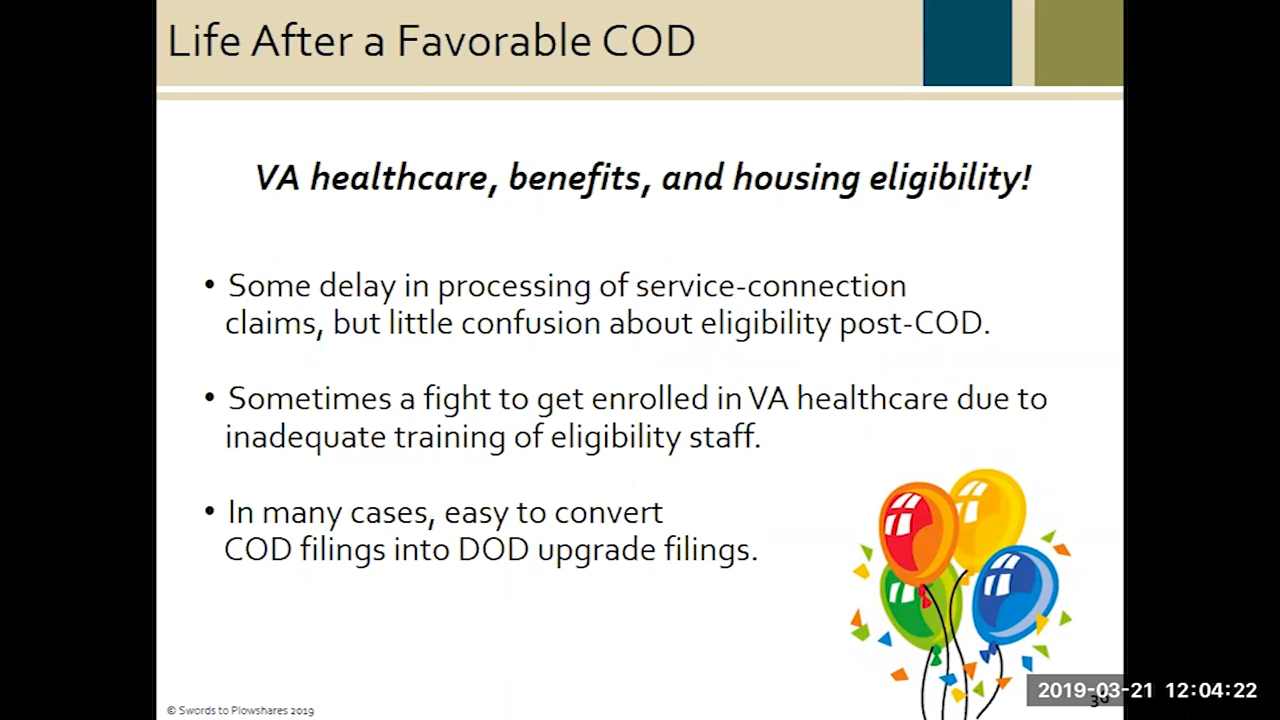 Life After a Favorable COD
VA healthcare, benefits, and housing eligibility!
• Some delay in processing of service-connection
claims, but little confusion about eligibility post-COD.
• Sometimes a fight to get enrolled in VA healthcare due to
inadequate training of eligibility staff.
• In many cases, easy to convert
COD filings into DOD upgrade filings.
2019-03-21 12:04:22
© Swords to Plowshares 2019